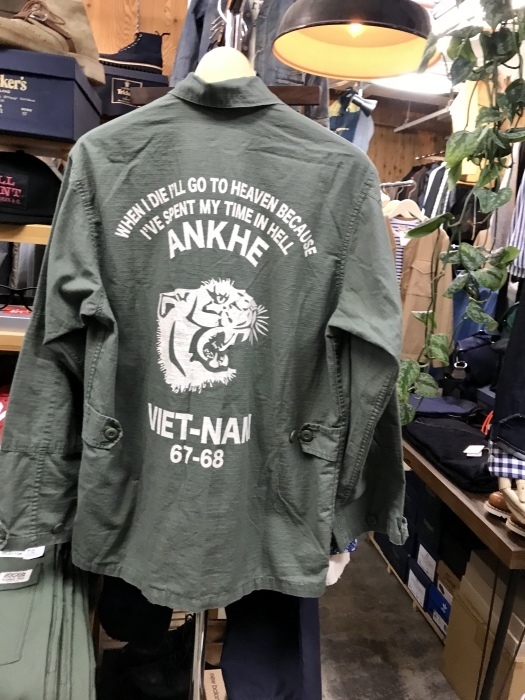 WHEN I DIE I'LL GO TO HEAVEN BECAUSE
I'VE SPENT MY TIME IN HELL
ANKHE
VIET-NAM
67-68